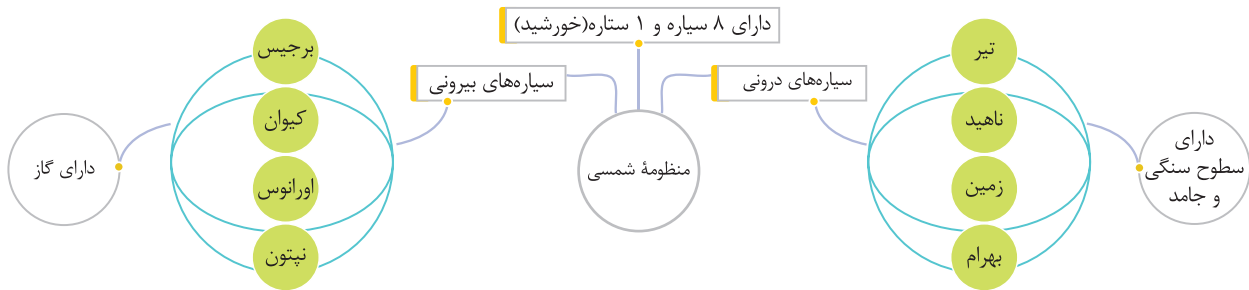 دارای ۸ سیاره و ۱ ستاره(خورشید)
منظومهٔ شمسی
سیاره‌های درونی
تیر
ناهید
زمین
بهرام
دارای
سطوح سنگی
و جامد
سیاره‌های بیرونی
برجیس
کیوان
اورانوس
نپتون
دارای گاز